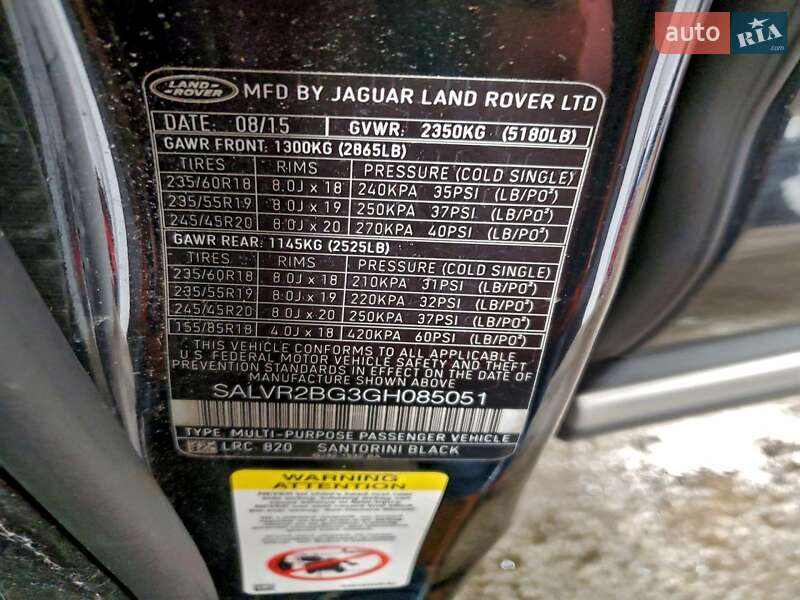 auto RIA.com
LAND ROVER MFD BY JAGUAR LAND ROVER LTD
DATE: 08/15 GVWR: 2350KG (5180LB)
GAWR FRONT: 1300KG (2865LB)
TIRES RIMS PRESSURE (COLD SINGLE)
235/60R18 8.0J x 18 240KPA 35PSI (LB/PO²)
235/55R19 8.0J x 19 250KPA 37PSI (LB/PO²)
245/45R20 8.0J x 20 270KPA 40PSI (LB/PO²)
GAWR REAR: 1145KG (2525LB)
TIRES RIMS PRESSURE (COLD SINGLE)
235/60R18 8.0J x 18 210KPA 31PSI (LB/PO²)
235/55R19 8.0J x 19 220KPA 32PSI (LB/PO²)
245/45R20 8.0J x 20 250KPA 37PSI (LB/PO²)
155/85R18 4.0J x 18 420KPA 60PSI (LB/PO²)
THIS VEHICLE CONFORMS TO ALL APPLICABLE
U.S. FEDERAL MOTOR VEHICLE SAFETY AND THEFT
PREVENTION STANDARDS IN EFFECT ON THE DATE OF
MANUFACTURE SHOWN ABOVE
SALVR2BG3GH085051
TYPE: MULTI-PURPOSE PASSENGER VEHICLE
LRC 820 SANTORINI BLACK
WARNING
ATTENTION